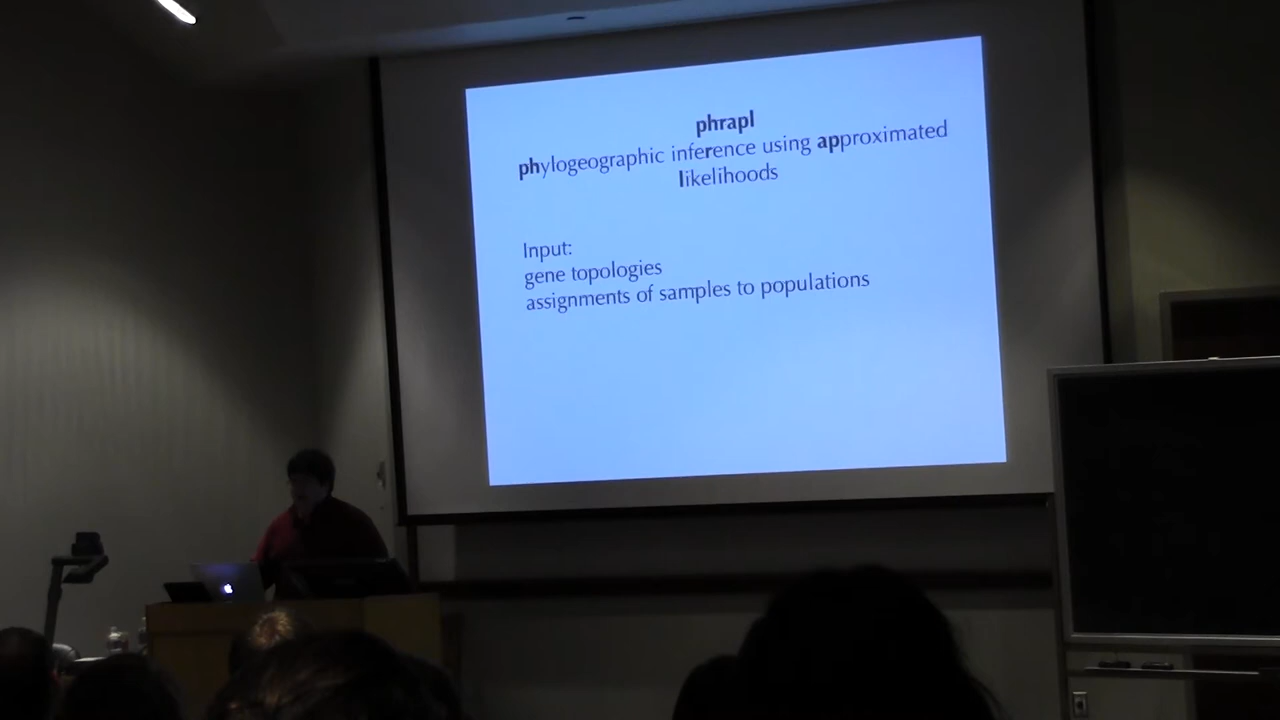 phrapl
phylogeographic inference using approximated
likelihoods
Input:
gene topologies
assignments of samples to populations